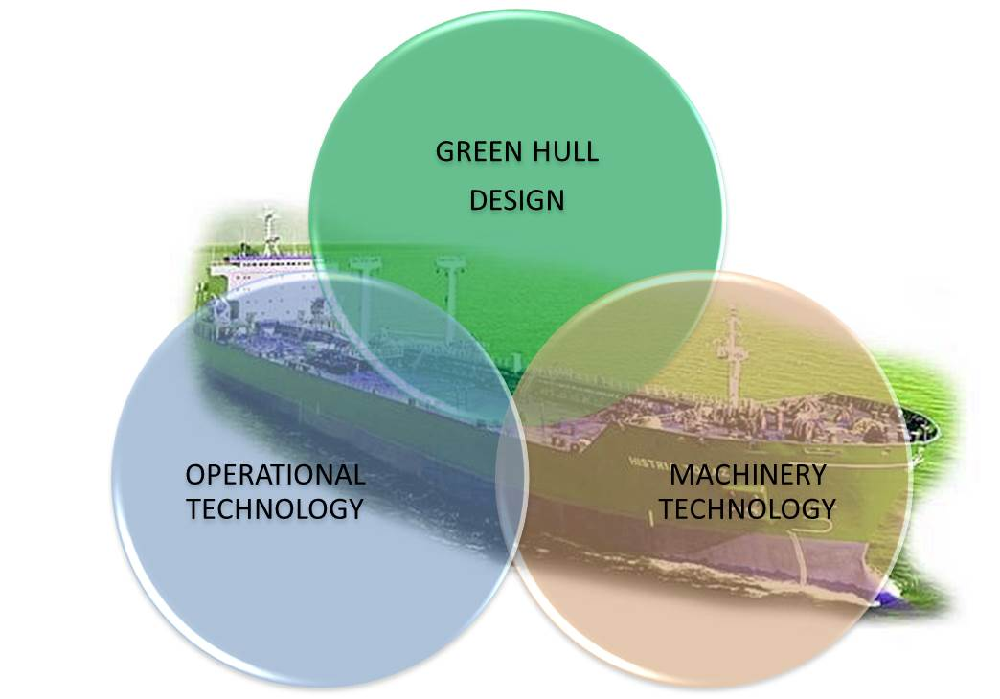 GREEN HULL
DESIGN
OPERATIONAL
TECHNOLOGY
MACHINERY
TECHNOLOGY